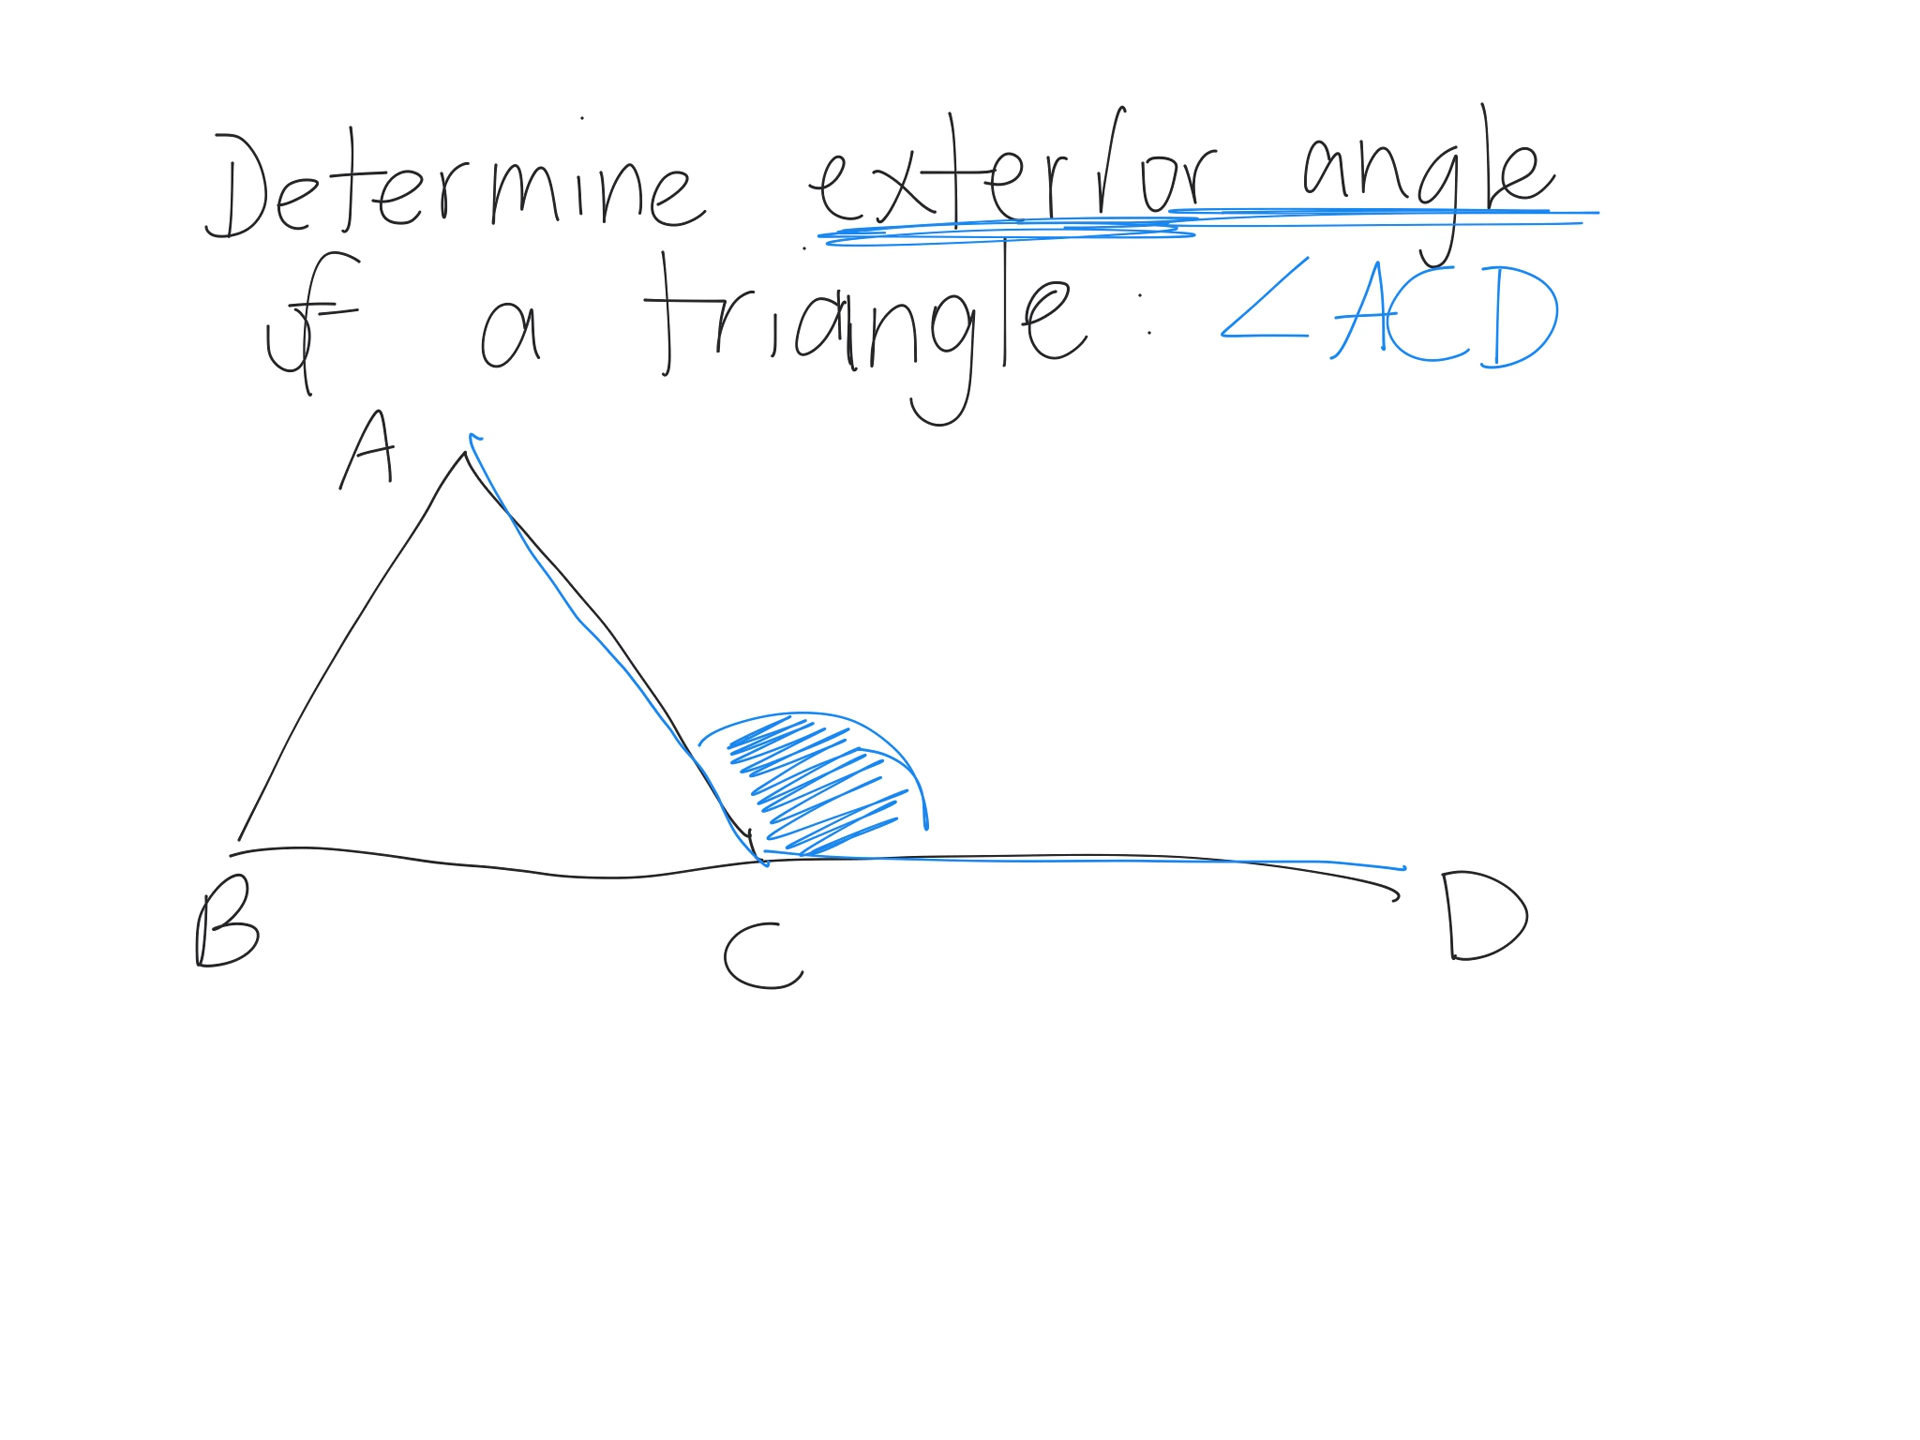 Determine exterior angle
of a triangle: ∠ACD
A
B
C
D